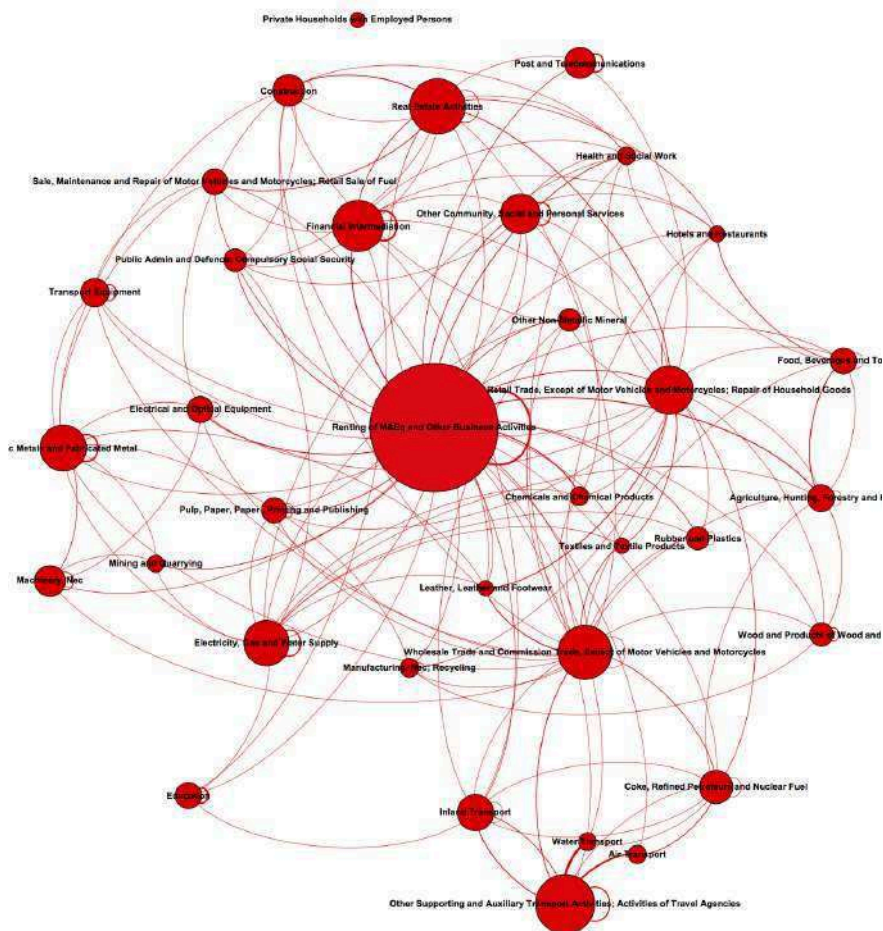 Private Households with Employed Persons
Post and Telecommunications
Construction
Real Estate Activities
Health and Social Work
Sale, Maintenance and Repair of Motor Vehicles and Motorcycles; Retail Sale of Fuel
Other Community, Social and Personal Services
Financial Intermediation
Hotels and Restaurants
Public Admin and Defence; Compulsory Social Security
Transport Equipment
Other Non-Metallic Mineral
Food, Beverages and To
Retail Trade, Except of Motor Vehicles and Motorcycles; Repair of Household Goods
Electrical and Optical Equipment
Renting of M&Eq and Other Business Activities
c Metals and Fabricated Metal
Chemicals and Chemical Products
Agriculture, Hunting, Forestry and
Pulp, Paper, Paper , Printing and Publishing
Rubber and Plastics
Textiles and Textile Products
Mining and Quarrying
Machinery, Nec
Leather, Leather and Footwear
Wood and Products of Wood and
Electricity, Gas and Water Supply
Wholesale Trade and Commission Trade, Except of Motor Vehicles and Motorcycles
Manufacturing, Nec; Recycling
Coke, Refined Petroleum and Nuclear Fuel
Education
Inland Transport
Water Transport
Air Transport
Other Supporting and Auxiliary Transport Activities; Activities of Travel Agencies